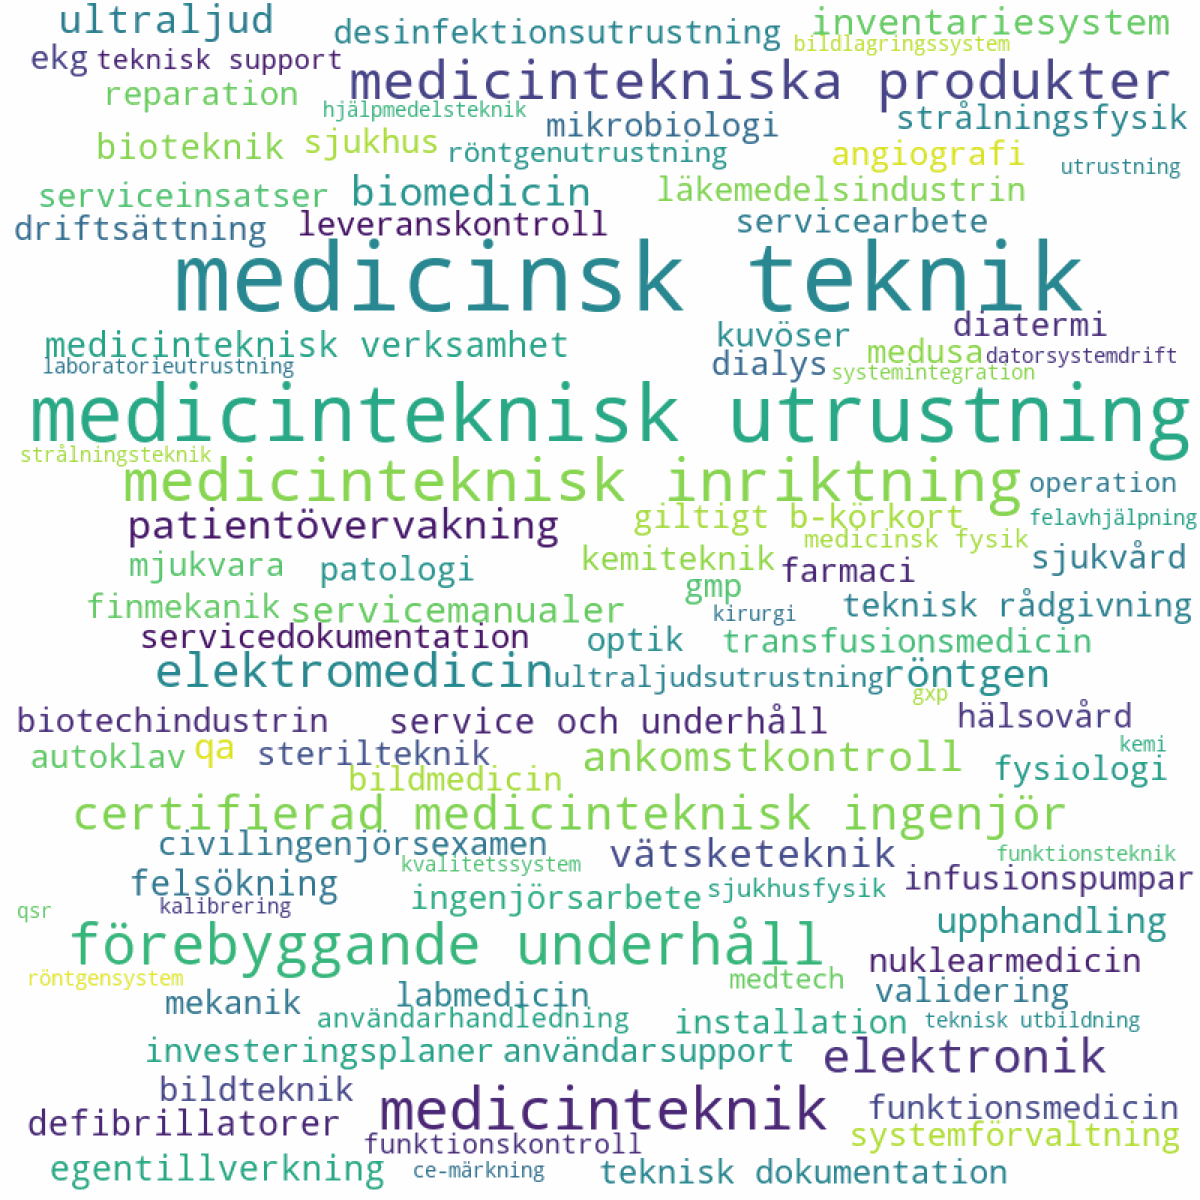 ultraljud
desinfektionsutrustning
inventariesystem
bildlagringssystem
ekg
teknisk support
medicintekniska produkter
reparation
hjälpmedelsteknik
mikrobiologi
strålningsfysik
bioteknik
sjukhus
röntgenutrustning
angiografi
utrustning
serviceinsatser
biomedicin
läkemedelsindustrin
driftsättning
leveranskontroll
servicearbete
medicinsk teknik
diatermi
kuvöser
medicinteknisk verksamhet
medusa
datorsystemdrift
laboratorieutrustning
dialys
systemintegration
medicinteknisk utrustning
strålningsteknik
medicinteknisk inriktning
operation
patientövervakning
giltigt b-körkort
felavhjälpning
medicinsk fysik
mjukvara
patologi
kemiteknik
farmaci
sjukvård
gmp
finmekanik
servicemanualer
kirurgi
teknisk rådgivning
servicedokumentation
optik
transfusionsmedicin
elektromedicin
ultraljudsutrustning
röntgen
gxp
biotechindustrin
service och underhåll
hälsovård
autoklav
qa
sterilteknik
ankomstkontroll
kemi
bildmedicin
fysiologi
certifierad medicinteknisk ingenjör
civilingenjörsexamen
kvalitetssystem
vätsketeknik
funktionsteknik
felsökning
ingenjörsarbete
sjukhusfysik
infusionspumpar
qsr
kalibrering
upphandling
förebyggande underhåll
nuklearmedicin
röntgensystem
medtech
mekanik
labmedicin
validering
användarhandledning
installation
teknisk utbildning
investeringsplaner
användarsupport
elektronik
bildteknik
medicinteknik
funktionsmedicin
defibrillatorer
funktionskontroll
systemförvaltning
egentillverkning
ce-märkning
teknisk dokumentation